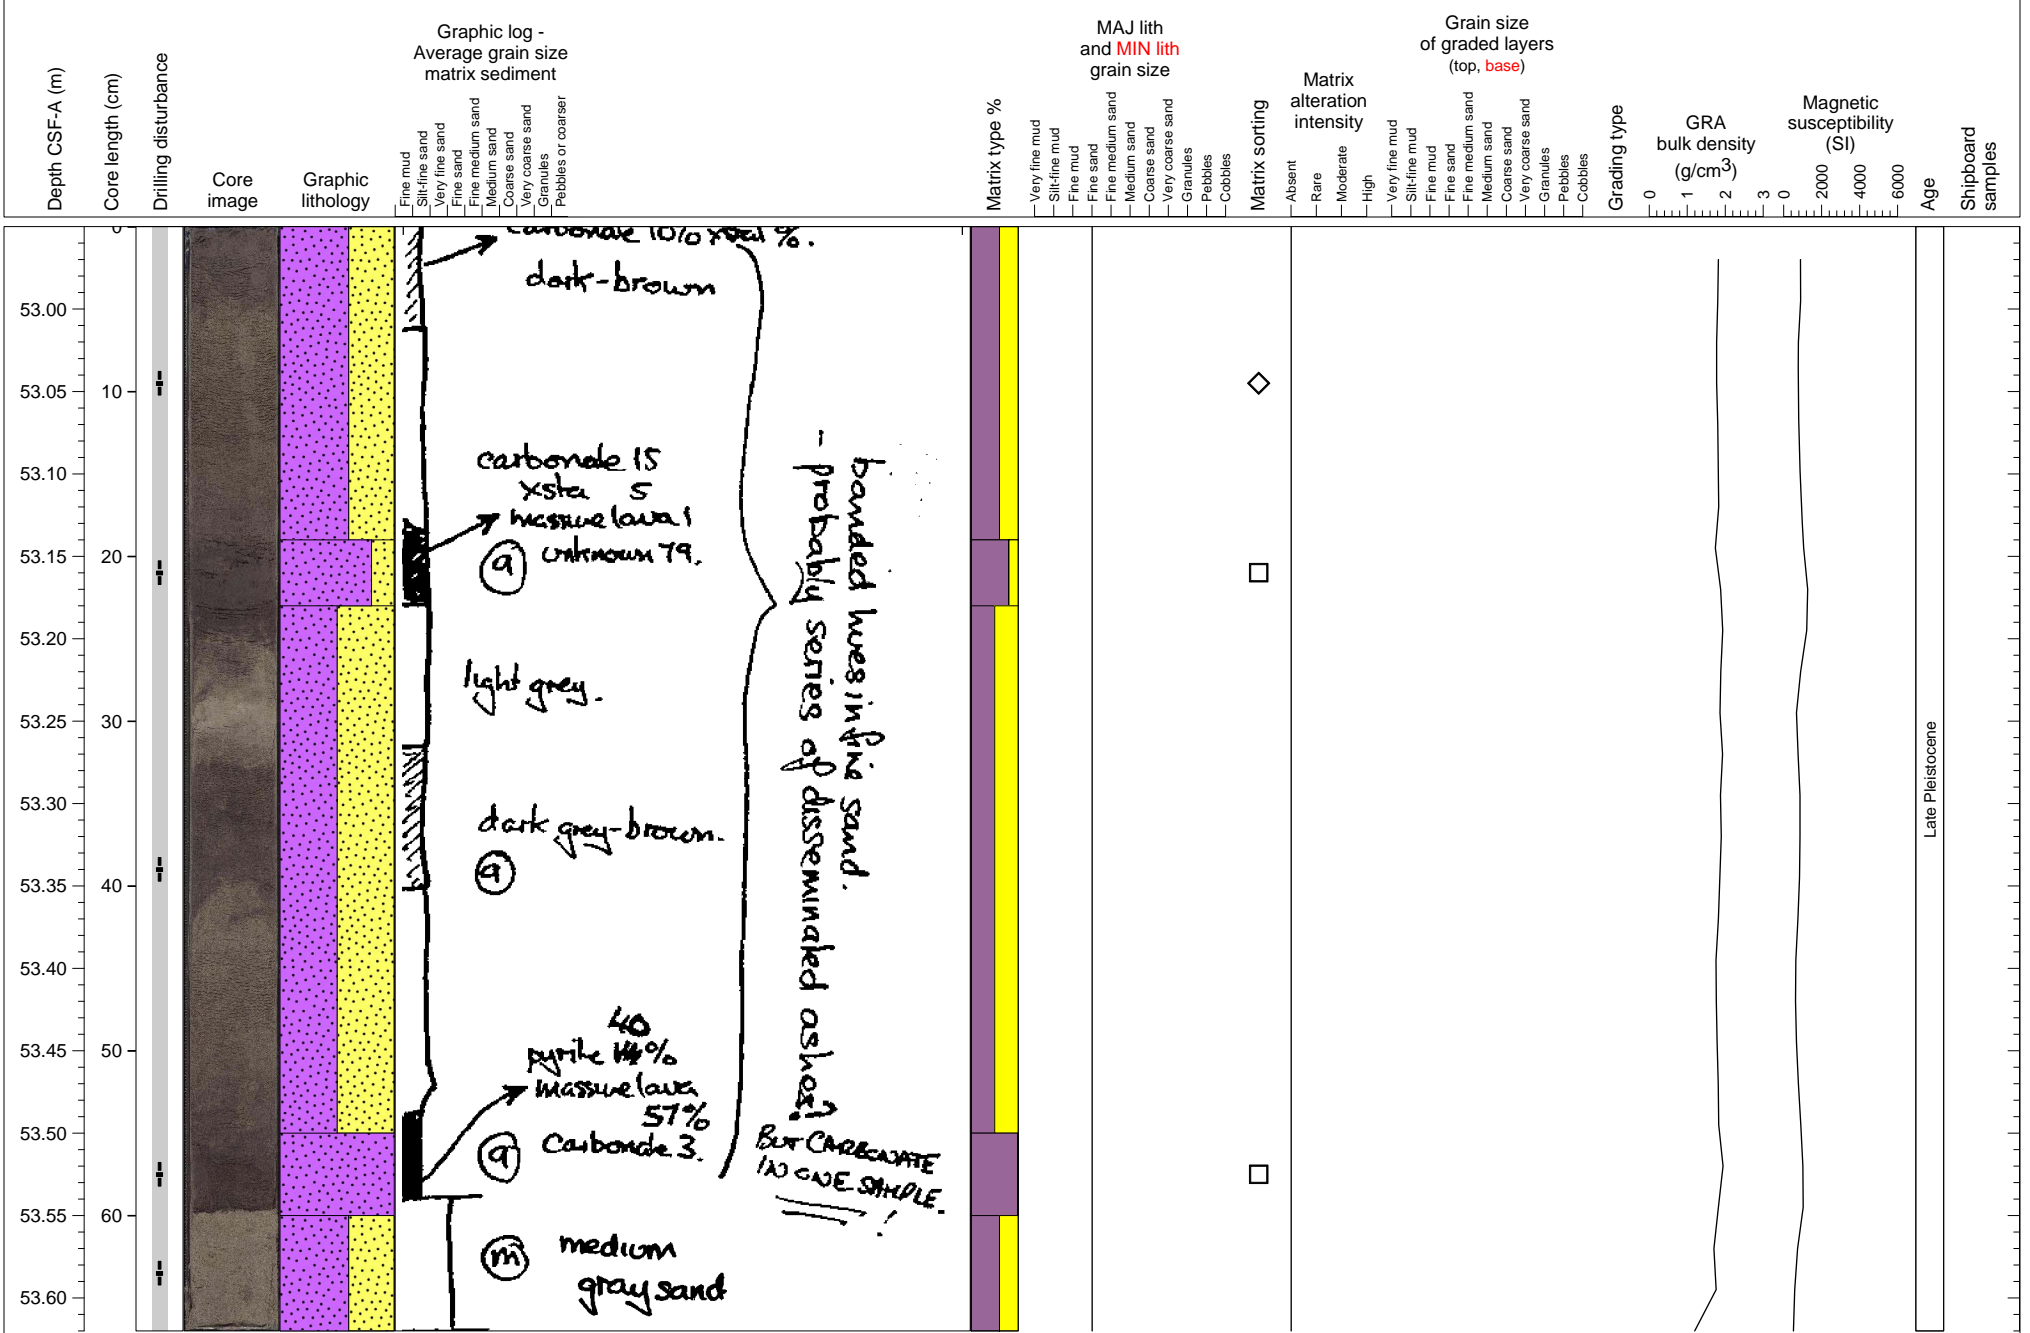 Depth CSF-A (m)
Core length (cm)
Drilling disturbance
Core
image
Graphic
lithology
Graphic log -
Average grain size
matrix sediment
Fine mud
Silt-fine sand
Very fine sand
Fine sand
Fine medium sand
Medium sand
Coarse sand
Very coarse sand
Granules
Pebbles or coarser
Matrix type %
MAJ lith
and MIN lith
grain size
Very fine mud
Silt-fine mud
Fine mud
Fine sand
Fine medium sand
Medium sand
Coarse sand
Very coarse sand
Granules
Pebbles
Cobbles
Matrix sorting
Matrix
alteration
intensity
Absent
Rare
Moderate
High
Grain size
of graded layers
(top, base)
Very fine mud
Silt-fine mud
Fine mud
Fine sand
Fine medium sand
Medium sand
Coarse sand
Very coarse sand
Granules
Pebbles
Cobbles
Grading type
GRA
bulk density
(g/cm3)
0 1 2 3
Magnetic
susceptibility
(SI)
0 2000 4000 6000
Age
Shipboard
samples
0
53.00
53.05
53.10
53.15
53.20
53.25
53.30
53.35
53.40
53.45
53.50
53.55
53.60
10
20
30
40
50
60
carbonate 10% xstal %.
dark-brown
carbonate 15
xstal 5
massive lava 1
a unknown 79.
light grey.
dark grey-brown.
a
40
pyrite %
massive lava
57%
a Carbonate 3.
m medium
gray sand
banded hues in fine sand.
- probably series of disseminated ashes?
BUT CARBONATE
IN ONE SAMPLE.
!
Late Pleistocene